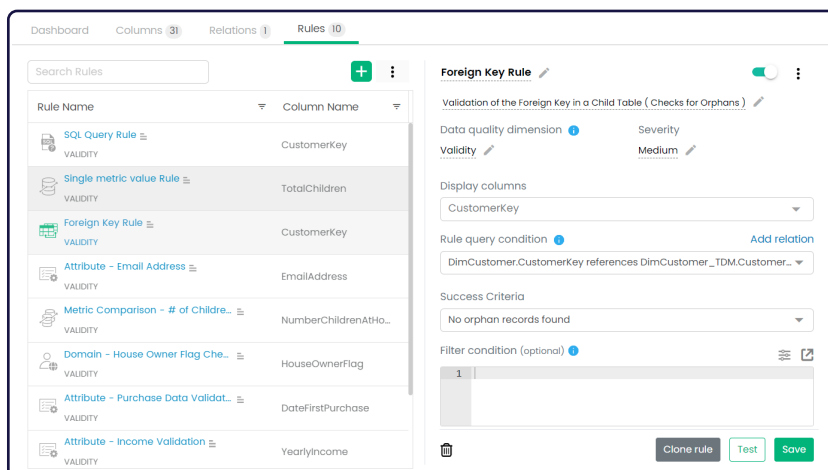 Dashboard Columns 31 Relations 1 Rules 10
Search Rules
Rule Name Column Name
SQL Query Rule
VALIDITY
CustomerKey
Single metric value Rule
VALIDITY
TotalChildren
Foreign Key Rule
VALIDITY
CustomerKey
Attribute - Email Address
VALIDITY
EmailAddress
Metric Comparison - # of Childre...
VALIDITY
NumberChildrenAtHo...
Domain - House Owner Flag Che...
VALIDITY
HouseOwnerFlag
Attribute - Purchase Data Validat...
VALIDITY
DateFirstPurchase
Attribute - Income Validation
VALIDITY
YearlyIncome
Foreign Key Rule
Validation of the Foreign Key in a Child Table ( Checks for Orphans )
Data quality dimension Severity
Validity Medium
Display columns
CustomerKey
Rule query condition Add relation
DimCustomer.CustomerKey references DimCustomer_TDM.Customer...
Success Criteria
No orphan records found
Filter condition (optional)
1
Clone rule Test Save